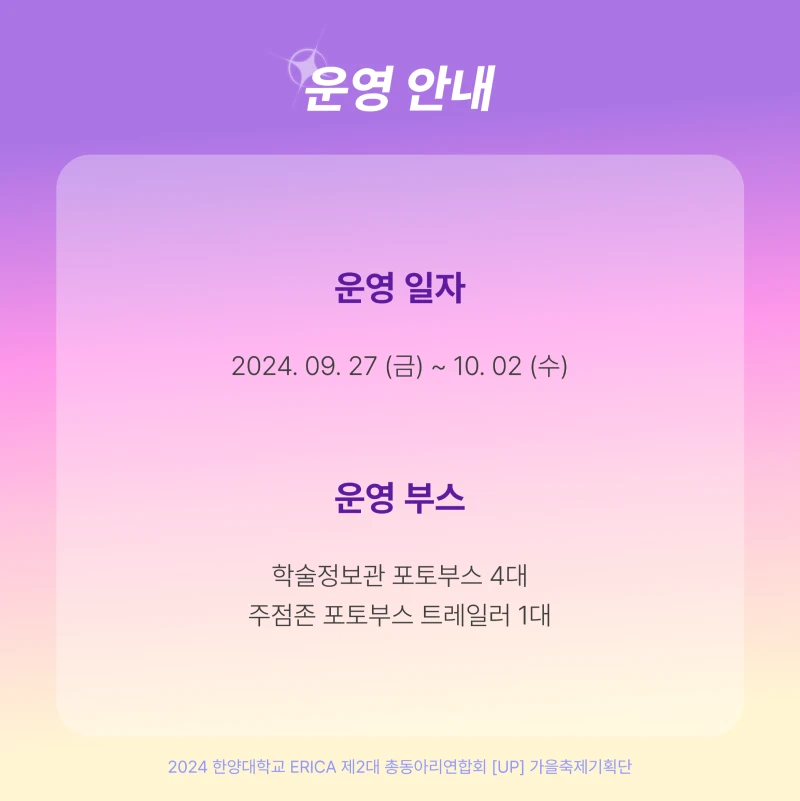 운영 안내
운영 일자
2024. 09. 27 (금) ~ 10. 02 (수)
운영 부스
학술정보관 포토부스 4대
주점존 포토부스 트레일러 1대
2024 한양대학교 ERICA 제2대 총동아리연합회 [UP] 가을축제기획단